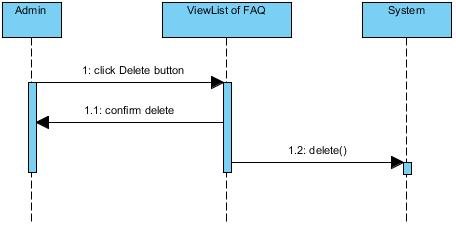 Admin
ViewList of FAQ
System
1: click Delete button
1.1: confirm delete
1.2: delete()